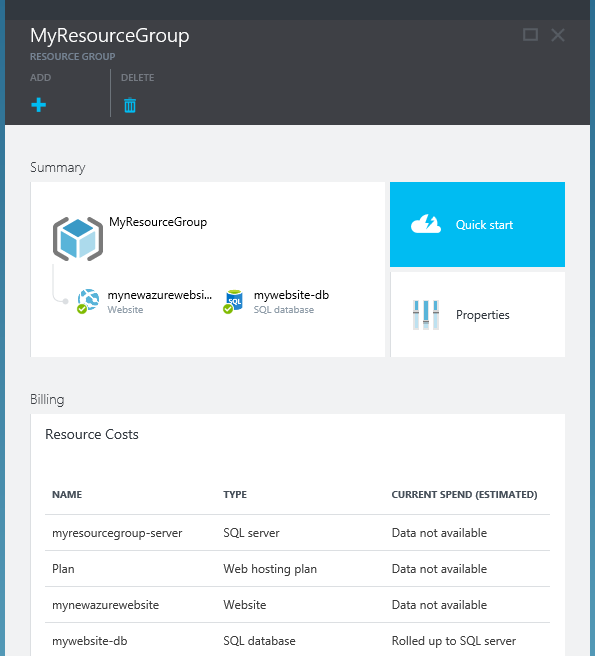 MyResourceGroup
RESOURCE GROUP
ADD DELETE
Summary
MyResourceGroup
mynewazurewebsi...
Website
SQL
mywebsite-db
SQL database
Quick start
Properties
Billing
Resource Costs
NAME TYPE CURRENT SPEND (ESTIMATED)
myresourcegroup-server SQL server Data not available
Plan Web hosting plan Data not available
mynewazurewebsite Website Data not available
mywebsite-db SQL database Rolled up to SQL server